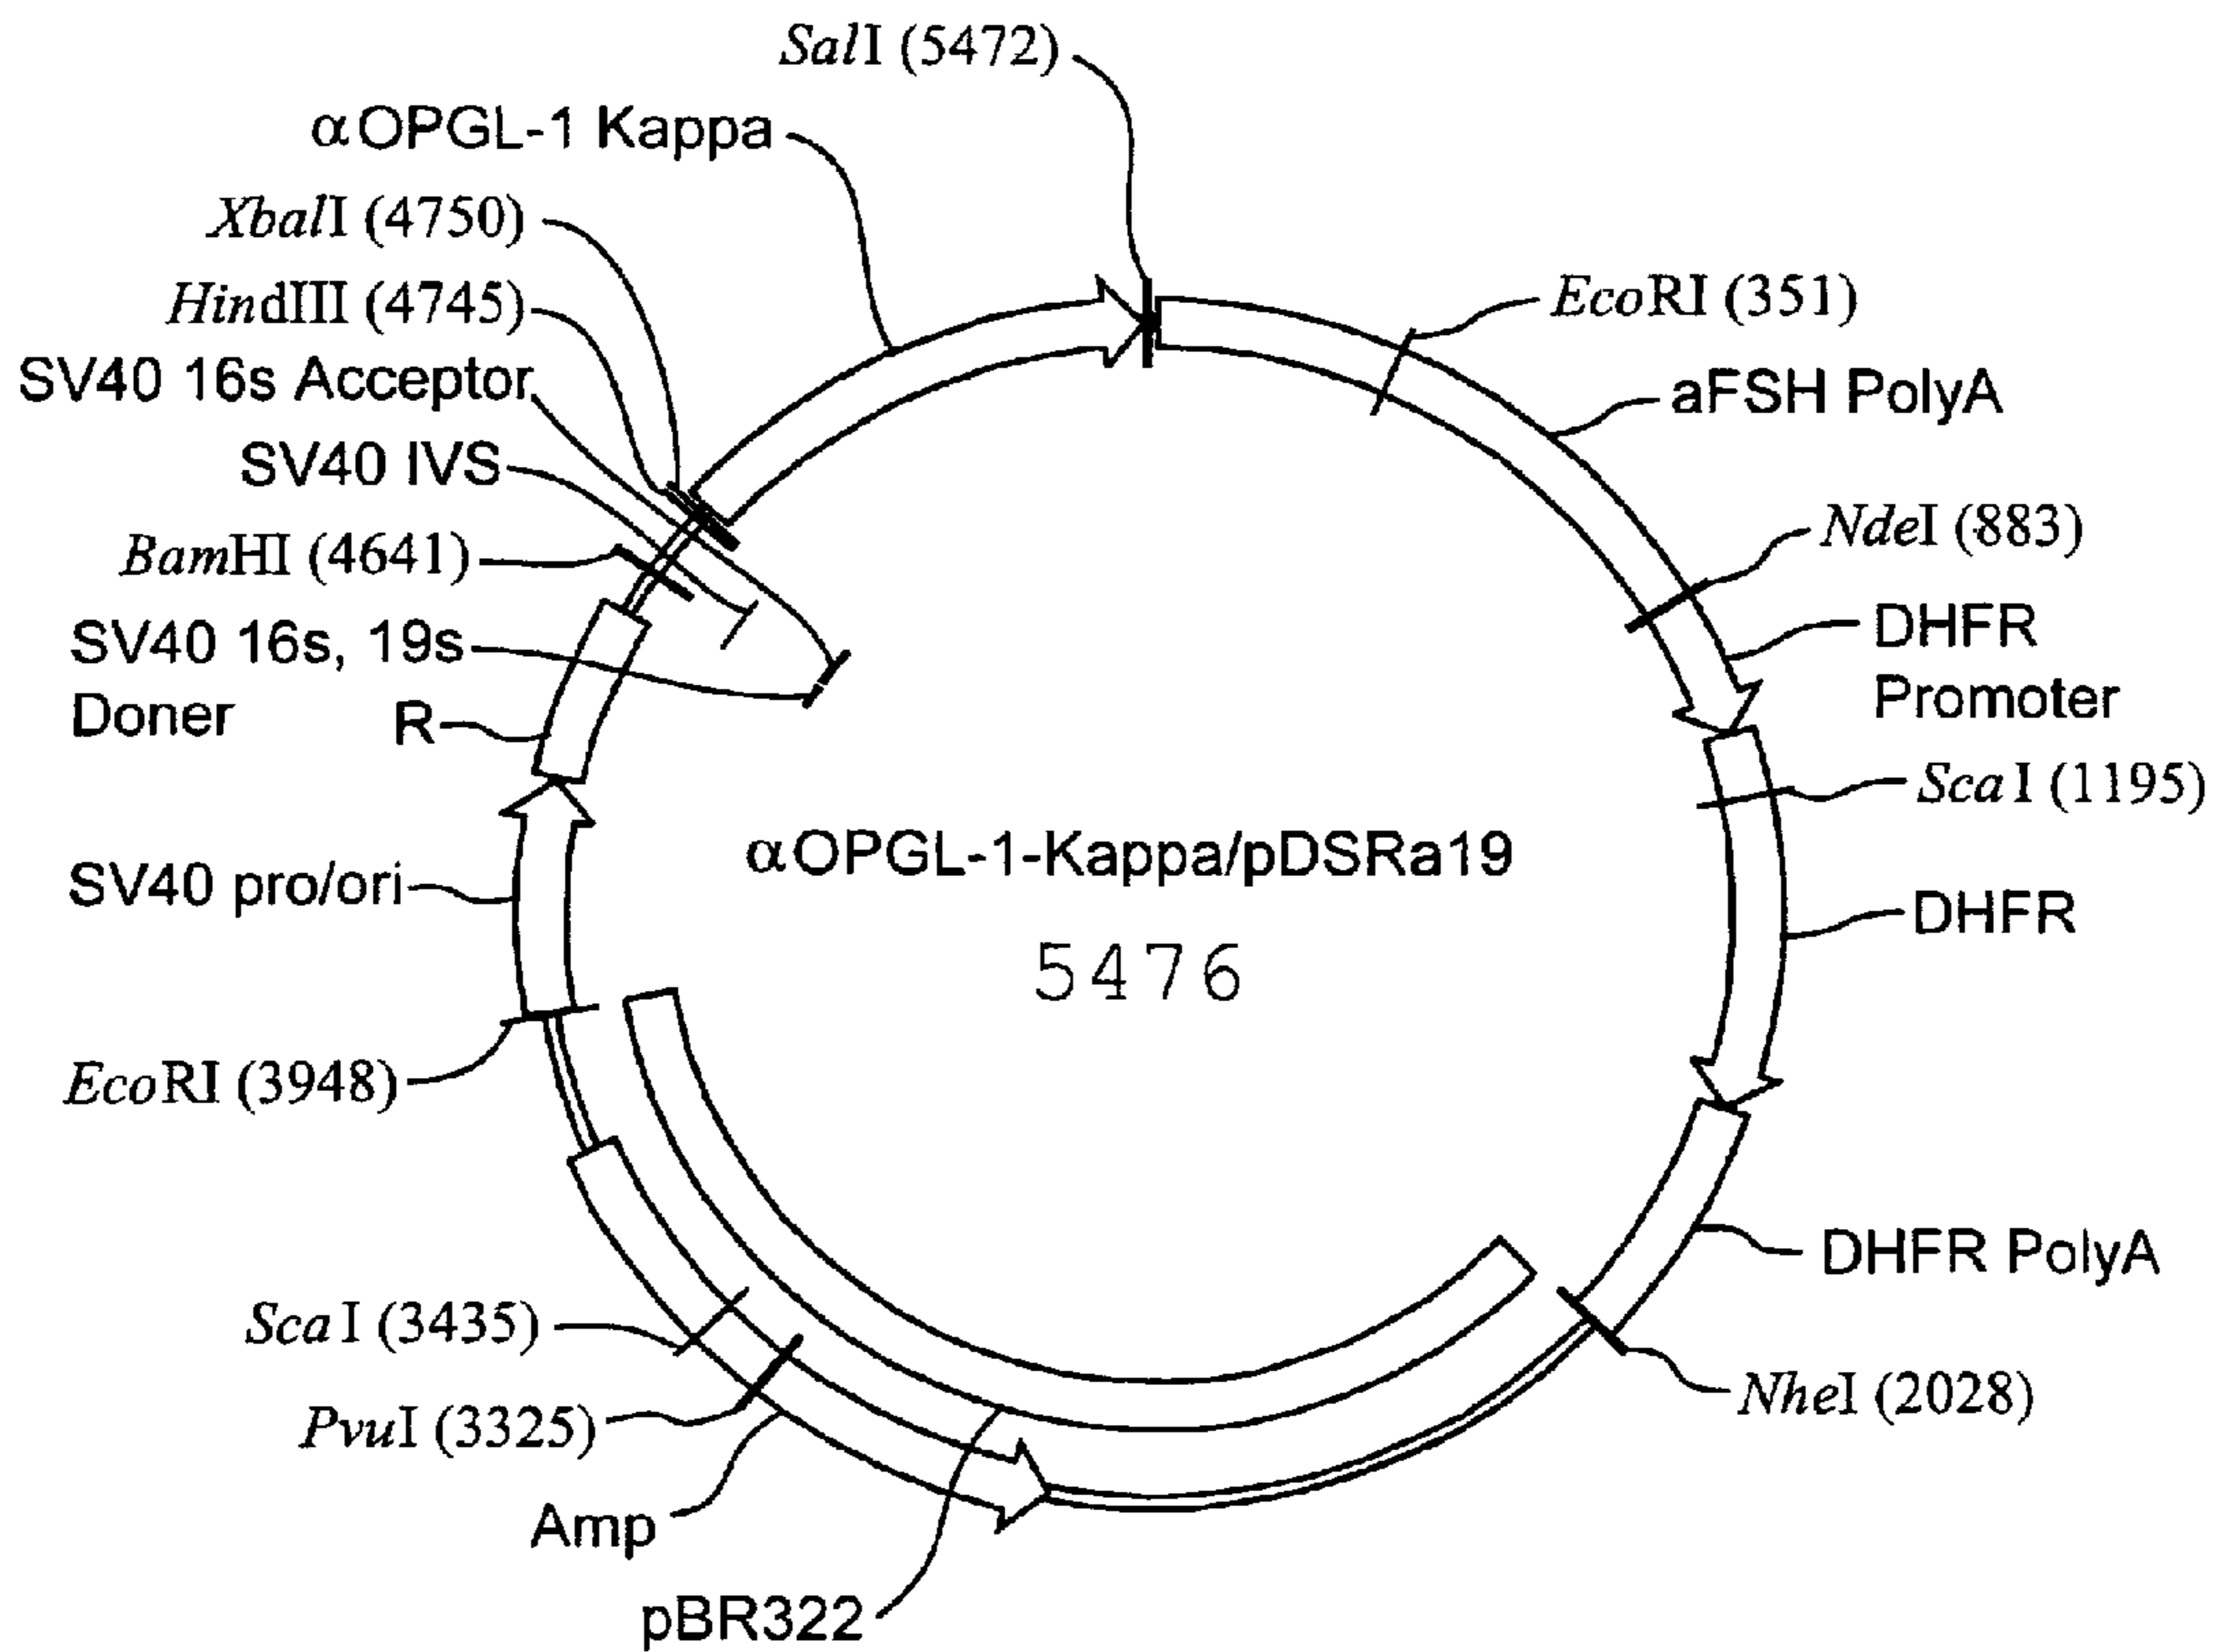 SalI (5472)
αOPGL-1 Kappa
XbalI (4750)
HindIII (4745)
SV40 16s Acceptor
SV40 IVS
BamHI (4641)
SV40 16s, 19s
Doner
R
SV40 pro/ori
EcoRI (3948)
ScaI (3435)
PvuI (3325)
Amp
pBR322
EcoRI (351)
aFSH PolyA
NdeI (883)
DHFR
Promoter
ScaI (1195)
DHFR
DHFR PolyA
NheI (2028)
αOPGL-1-Kappa/pDSRa19
5476